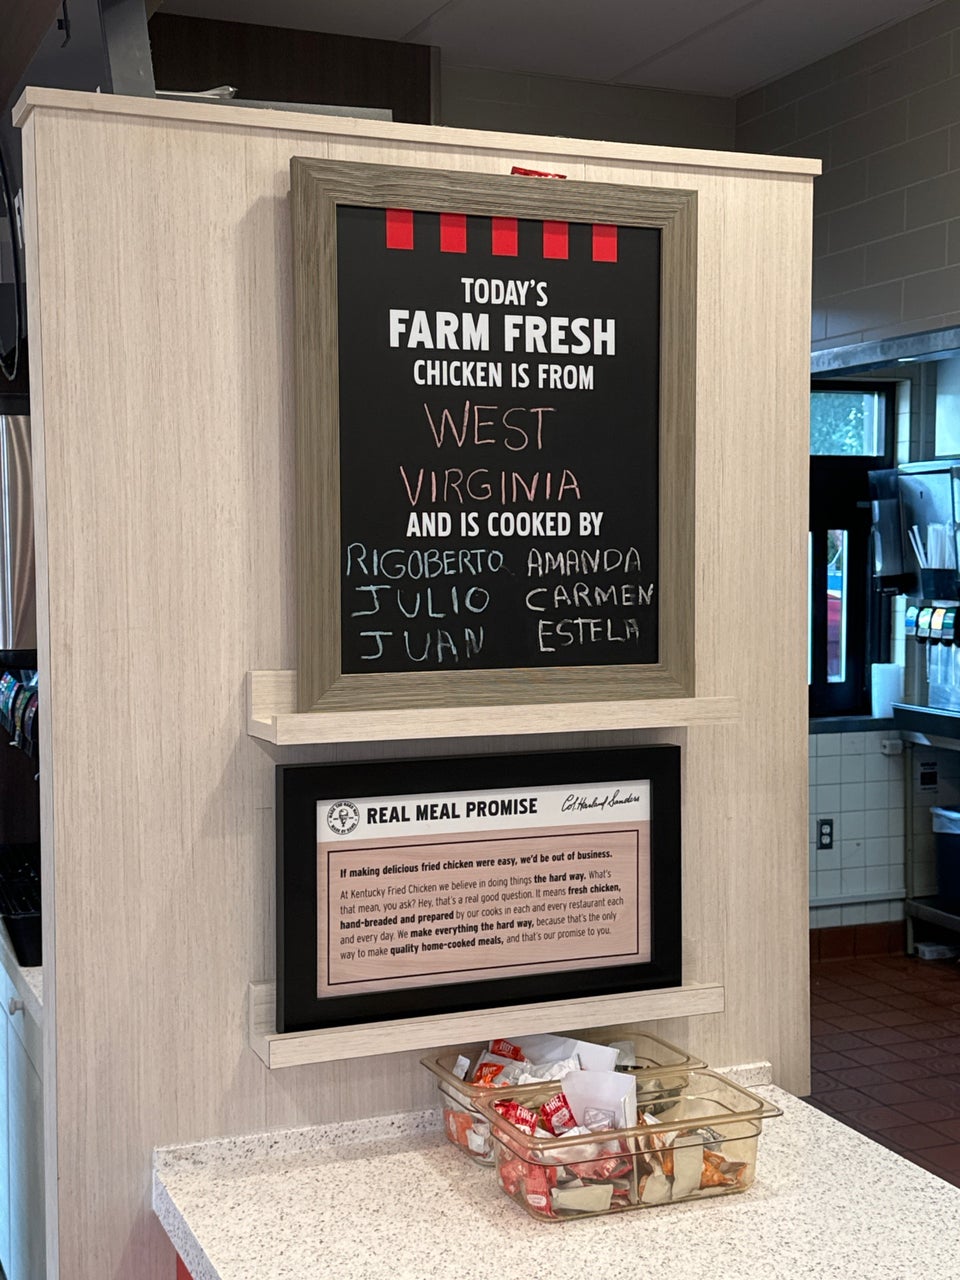 TODAY'S
FARM FRESH
CHICKEN IS FROM
WEST
VIRGINIA
AND IS COOKED BY
RIGOBERTO AMANDA
JULIO CARMEN
JUAN ESTELA
REAL MEAL PROMISE
Col. Harland Sanders
If making delicious fried chicken were easy, we'd be out of business.
At Kentucky Fried Chicken we believe in doing things the hard way. What's
that mean, you ask? Hey, that's a real good question. It means fresh chicken,
hand-breaded and prepared by our cooks in each and every restaurant each
and every day. We make everything the hard way, because that's the only
way to make quality home-cooked meals, and that's our promise to you.
HOT
FIRE!
FIRE!